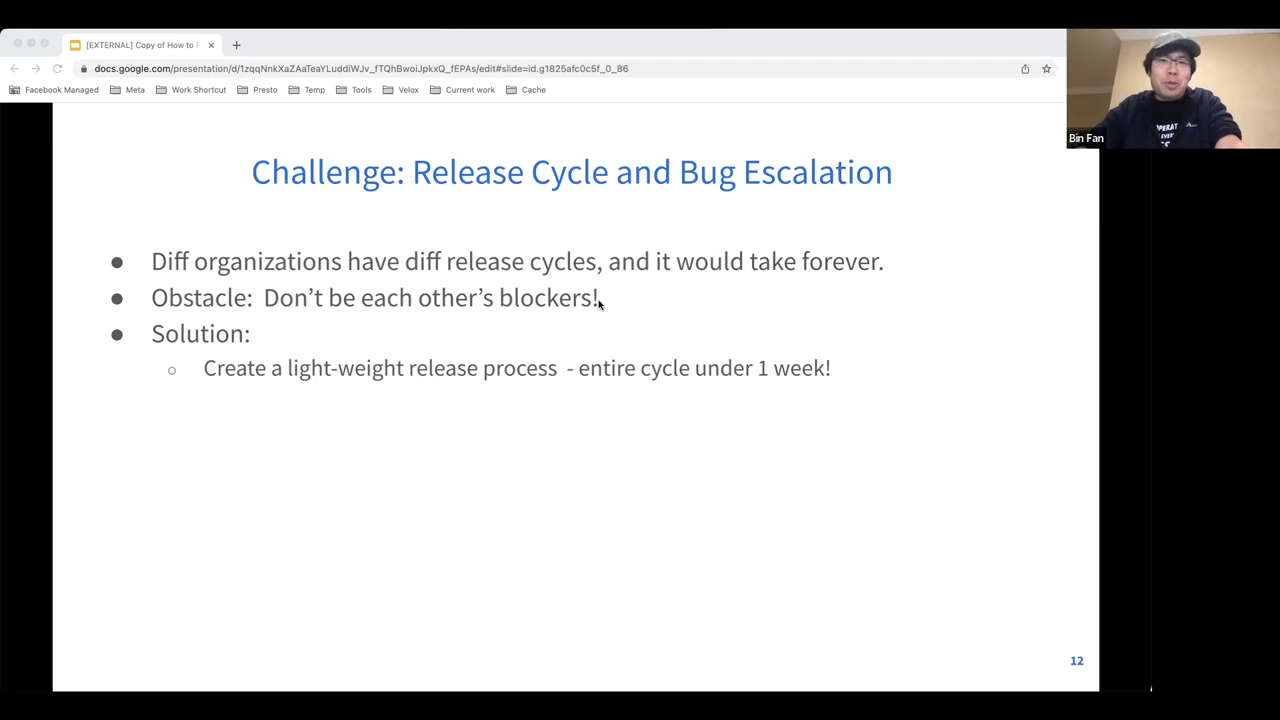 [EXTERNAL] Copy of How to F
docs.google.com/presentation/d/1zqqNnkXaZAaTeaYLuddiWJv_fTQhBwoiJpkxQ_fEPAs/edit#slide=id.g1825afc0c5f_0_86
Facebook Managed Meta Work Shortcut Presto Temp Tools Velox Current work Cache
Bin Fan
Challenge: Release Cycle and Bug Escalation
● Diff organizations have diff release cycles, and it would take forever.
● Obstacle: Don’t be each other’s blockers!
● Solution:
○ Create a light-weight release process - entire cycle under 1 week!
12